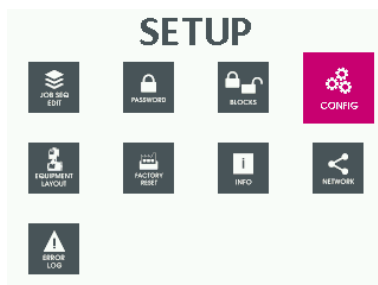 SETUP
JOB SEQ
EDIT
PASSWORD
BLOCKS
CONFIG
EQUIPMENT
LAYOUT
FACTORY
RESET
i
INFO
NETWORK
ERROR
LOG